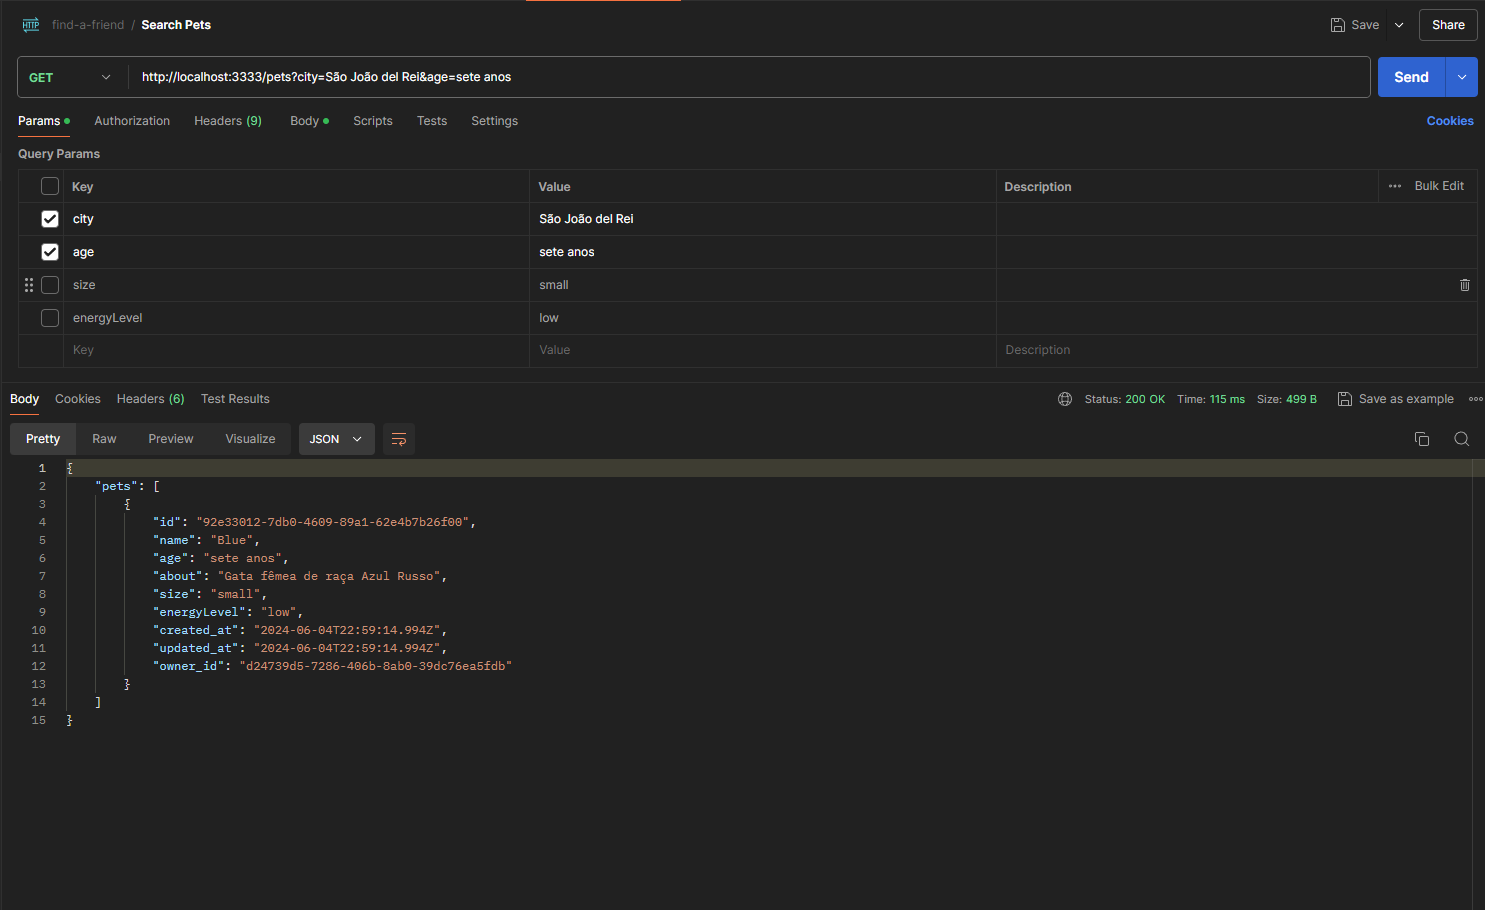 HTTP find-a-friend / Search Pets Save Share
GET http://localhost:3333/pets?city=São João del Rei&age=sete anos Send
Params Authorization Headers (9) Body Scripts Tests Settings Cookies
Query Params
Key Value Description ••• Bulk Edit
city São João del Rei
age sete anos
size small
energyLevel low
Key Value Description
Body Cookies Headers (6) Test Results Status: 200 OK Time: 115 ms Size: 499 B Save as example
Pretty Raw Preview Visualize JSON
1 {
2 "pets": [
3 {
4 "id": "92e33012-7db0-4609-89a1-62e4b7b26f00",
5 "name": "Blue",
6 "age": "sete anos",
7 "about": "Gata fêmea de raça Azul Russo",
8 "size": "small",
9 "energyLevel": "low",
10 "created_at": "2024-06-04T22:59:14.994Z",
11 "updated_at": "2024-06-04T22:59:14.994Z",
12 "owner_id": "d24739d5-7286-406b-8ab0-39dc76ea5fdb"
13 }
14 ]
15 }